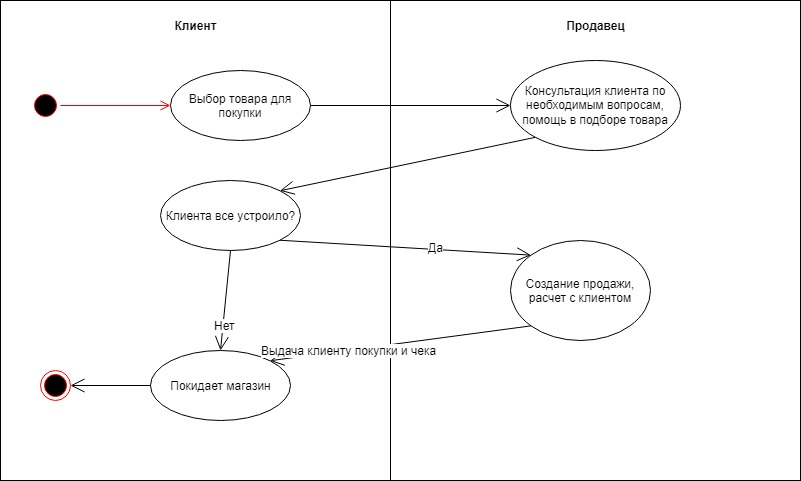 Клиент
Продавец
Выбор товара для
покупки
Консультация клиента по
необходимым вопросам,
помощь в подборе товара
Клиента все устроило?
Да
Создание продажи,
расчет с клиентом
Нет
Выдача клиенту покупки и чека
Покидает магазин